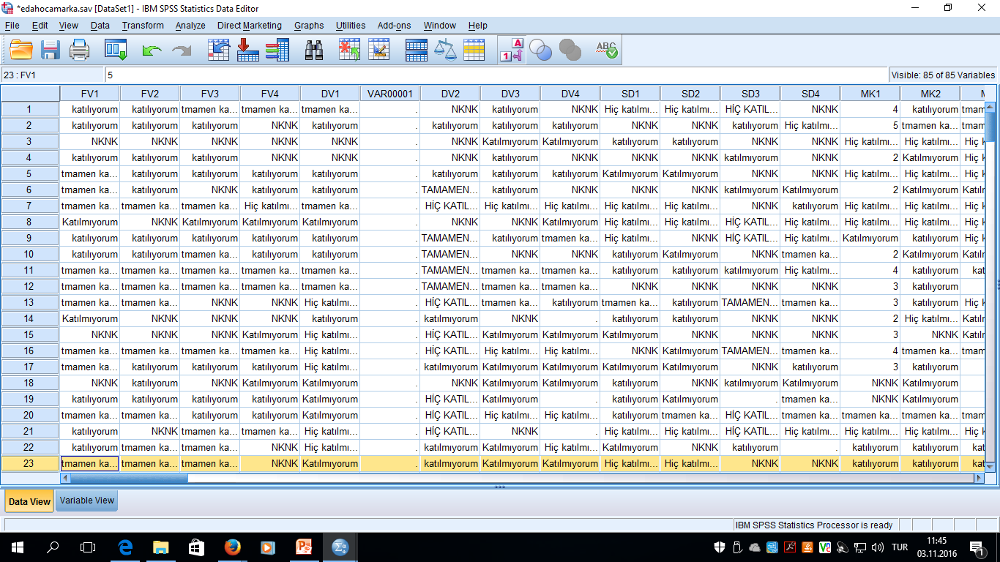 *edahocamarka.sav [DataSet1] - IBM SPSS Statistics Data Editor
File Edit View Data Transform Analyze Direct Marketing Graphs Utilities Add-ons Window Help
23 : FV1 5 Visible: 85 of 85 Variables
FV1 FV2 FV3 FV4 DV1 VAR00001 DV2 DV3 DV4 SD1 SD2 SD3 SD4 MK1 MK2
1 katılıyorum katılıyorum tmamen ka... tmamen ka... tmamen ka... . NKNK katılıyorum NKNK Hiç katılmı... Hiç katılmı... HİÇ KATIL... NKNK 4 katılıyorum tmam
2 katılıyorum katılıyorum katılıyorum NKNK tmamen ka... . katılıyorum katılıyorum katılıyorum NKNK NKNK katılıyorum Hiç katılmı... 5 tmamen ka... tmam
3 NKNK NKNK NKNK NKNK NKNK . NKNK Katılmıyorum Katılmıyorum katılıyorum katılıyorum NKNK NKNK Hiç katılmı... Hiç katılmı... Hiç k
4 katılıyorum katılıyorum katılıyorum NKNK NKNK . NKNK katılıyorum NKNK NKNK NKNK katılmıyorum NKNK 2 Katılmıyorum Hiç k
5 tmamen ka... katılıyorum katılıyorum katılıyorum katılıyorum . katılıyorum katılıyorum katılıyorum Katılmıyorum Katılmıyorum NKNK NKNK Hiç katılmı... Hiç katılmı... Hiç k
6 tmamen ka... katılıyorum NKNK katılıyorum katılıyorum . TAMAMEN... katılıyorum NKNK NKNK NKNK katılmıyorum Katılmıyorum 2 Katılmıyorum Katılı
7 tmamen ka... tmamen ka... tmamen ka... Hiç katılmı... tmamen ka... . HİÇ KATIL... Hiç katılmı... Hiç katılmı... Hiç katılmı... Hiç katılmı... NKNK katılıyorum Hiç katılmı... Hiç katılmı... Hiç k
8 Katılmıyorum NKNK Katılmıyorum Katılmıyorum Katılmıyorum . NKNK NKNK Katılmıyorum Hiç katılmı... Hiç katılmı... HİÇ KATIL... Hiç katılmı... Hiç katılmı... Hiç katılmı... Hiç k
9 katılıyorum katılıyorum katılıyorum katılıyorum katılıyorum . TAMAMEN... katılıyorum tmamen ka... Hiç katılmı... NKNK HİÇ KATIL... Hiç katılmı... Katılmıyorum katılıyorum Hiç k
10 katılıyorum katılıyorum tmamen ka... katılıyorum katılıyorum . TAMAMEN... NKNK NKNK katılıyorum Katılmıyorum NKNK tmamen ka... 2 Katılmıyorum Katılı
11 tmamen ka... tmamen ka... tmamen ka... tmamen ka... tmamen ka... . TAMAMEN... tmamen ka... tmamen ka... katılıyorum katılıyorum katılmıyorum Hiç katılmı... 4 katılıyorum kat
12 tmamen ka... tmamen ka... tmamen ka... tmamen ka... tmamen ka... . TAMAMEN... tmamen ka... tmamen ka... NKNK NKNK NKNK NKNK 3 katılıyorum
13 tmamen ka... tmamen ka... NKNK NKNK Hiç katılmı... . HİÇ KATIL... tmamen ka... katılıyorum tmamen ka... katılıyorum TAMAMEN... tmamen ka... 3 katılıyorum Hiç k
14 Katılmıyorum NKNK NKNK NKNK katılıyorum . katılmıyorum NKNK . katılıyorum katılıyorum NKNK NKNK 2 Hiç katılmı... Katılı
15 NKNK NKNK NKNK Katılmıyorum Hiç katılmı... . HİÇ KATIL... Katılmıyorum Katılmıyorum Katılmıyorum NKNK NKNK NKNK 3 NKNK Katılı
16 tmamen ka... tmamen ka... tmamen ka... tmamen ka... Hiç katılmı... . HİÇ KATIL... Hiç katılmı... Hiç katılmı... NKNK Katılmıyorum TAMAMEN... tmamen ka... 4 tmamen ka... tmam
17 tmamen ka... katılıyorum katılıyorum katılıyorum Hiç katılmı... . katılmıyorum Katılmıyorum Katılmıyorum Katılmıyorum Katılmıyorum NKNK katılıyorum 3 katılıyorum
18 NKNK katılıyorum NKNK Katılmıyorum Katılmıyorum . NKNK Katılmıyorum Katılmıyorum katılıyorum NKNK katılmıyorum Katılmıyorum NKNK Katılmıyorum
19 katılıyorum katılıyorum katılıyorum katılıyorum Katılmıyorum . HİÇ KATIL... Katılmıyorum . katılıyorum Katılmıyorum . tmamen ka... NKNK Katılmıyorum
20 tmamen ka... tmamen ka... katılıyorum katılıyorum Katılmıyorum . HİÇ KATIL... Hiç katılmı... Hiç katılmı... katılıyorum tmamen ka... HİÇ KATIL... tmamen ka... tmamen ka... tmamen ka... tmam
21 katılıyorum NKNK tmamen ka... tmamen ka... Hiç katılmı... . HİÇ KATIL... NKNK . Hiç katılmı... Hiç katılmı... HİÇ KATIL... Hiç katılmı... Hiç katılmı... Hiç katılmı... Hiç k
22 katılıyorum tmamen ka... tmamen ka... NKNK Hiç katılmı... . katılmıyorum Katılmıyorum Hiç katılmı... Katılmıyorum NKNK katılıyorum . katılıyorum katılıyorum kat
23 tmamen ka... tmamen ka... tmamen ka... NKNK Katılmıyorum . katılmıyorum Katılmıyorum Katılmıyorum Hiç katılmı... Hiç katılmı... NKNK NKNK katılıyorum katılıyorum kat
Data View Variable View
IBM SPSS Statistics Processor is ready
TUR 11:45
03.11.2016